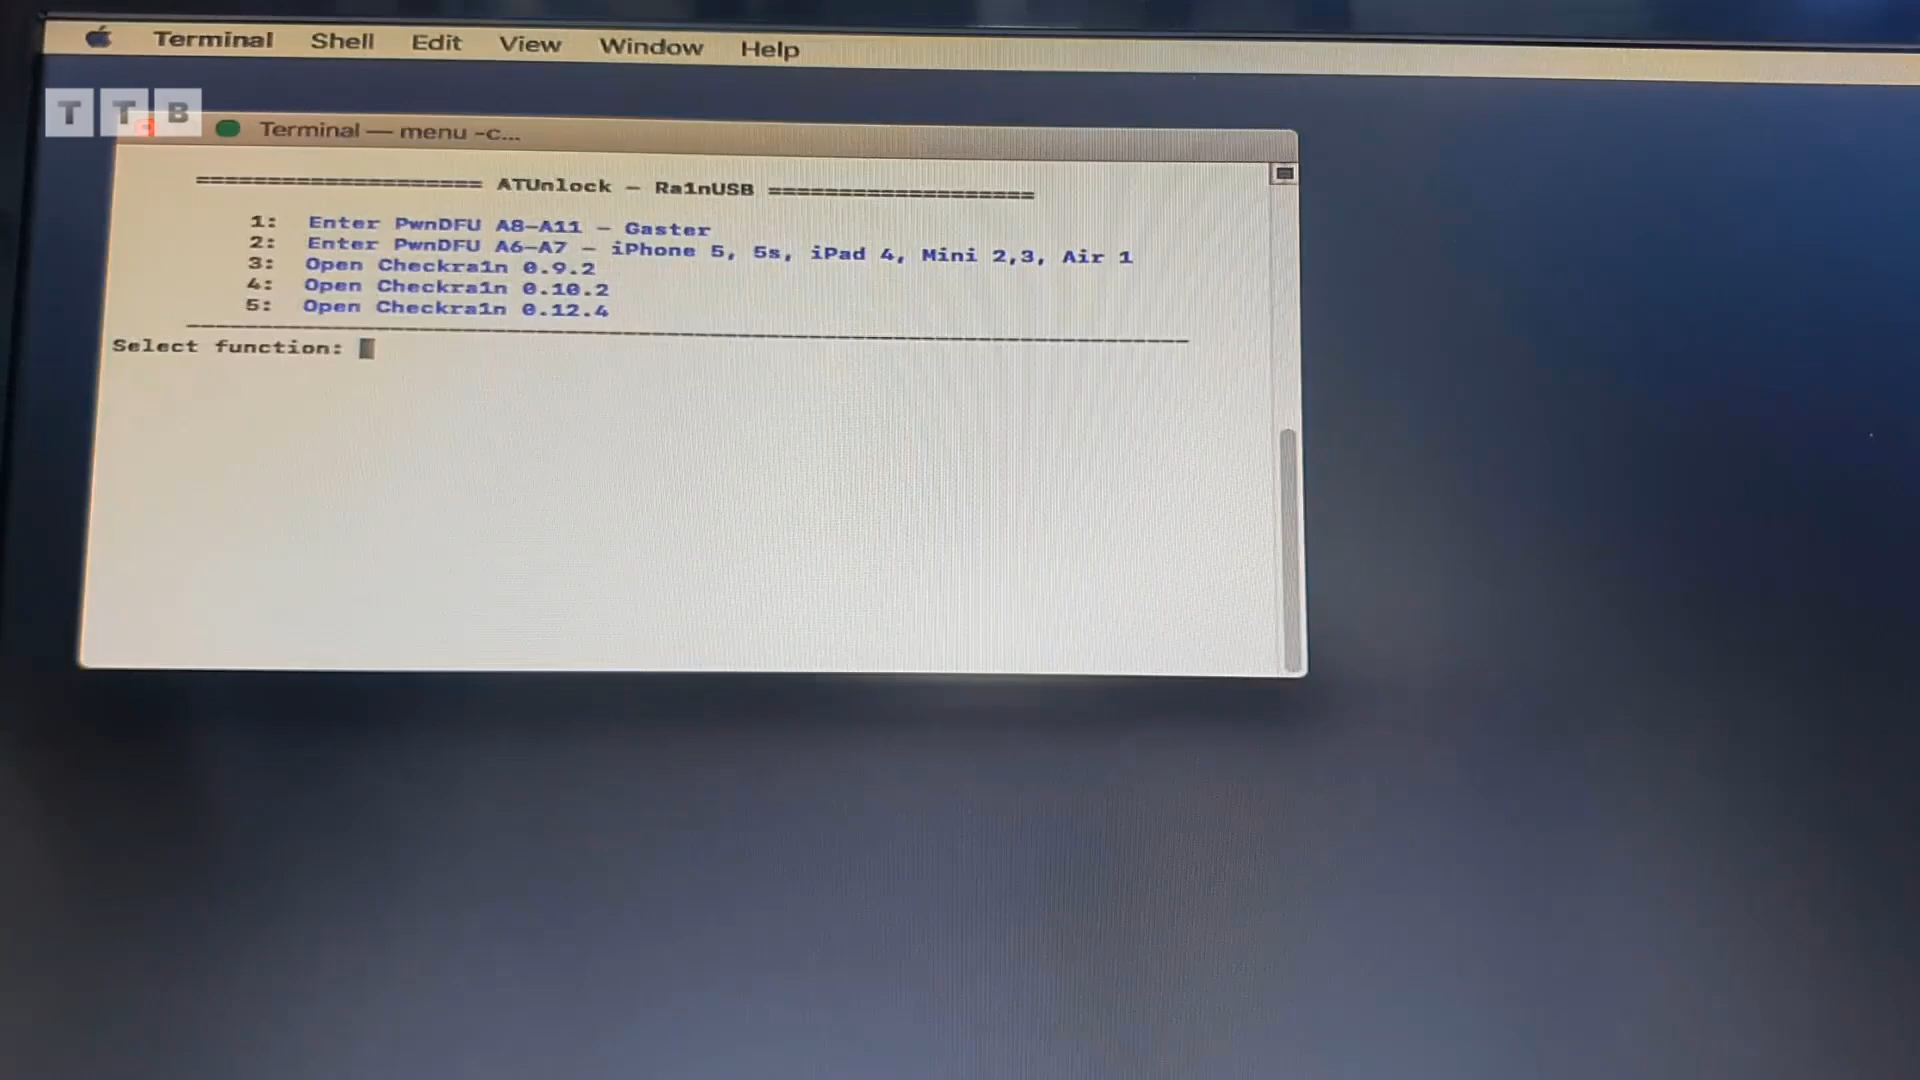 Terminal Shell Edit View Window Help
T T B
Terminal — menu -c...
==================== ATUnlock - Ra1nUSB ===================
1: Enter PwnDFU A8-A11 - Gaster
2: Enter PwnDFU A6-A7 - iPhone 5, 5s, iPad 4, Mini 2,3, Air 1
3: Open Checkra1n 0.9.2
4: Open Checkra1n 0.10.2
5: Open Checkra1n 0.12.4
Select function: